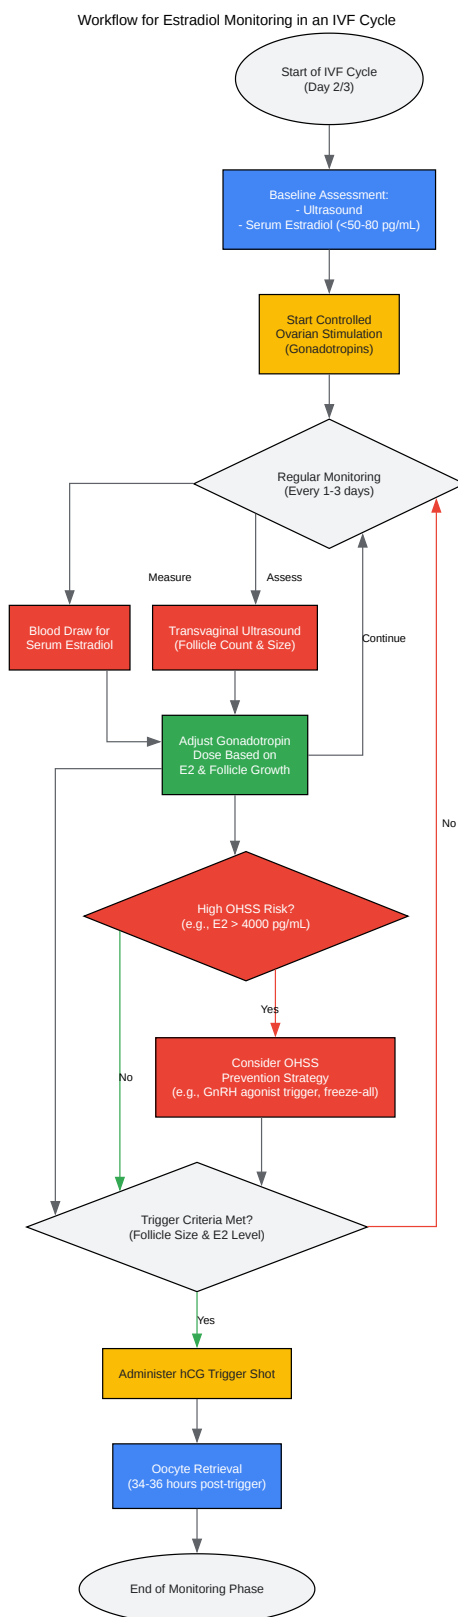 Workflow for Estradiol Monitoring in an IVF Cycle
Start of IVF Cycle
(Day 2/3)
Baseline Assessment:
- Ultrasound
- Serum Estradiol (<50-80 pg/mL)
Start Controlled
Ovarian Stimulation
(Gonadotropins)
Regular Monitoring
(Every 1-3 days)
Measure
Assess
Blood Draw for
Serum Estradiol
Transvaginal Ultrasound
(Follicle Count & Size)
Continue
Adjust Gonadotropin
Dose Based on
E2 & Follicle Growth
No
High OHSS Risk?
(e.g., E2 > 4000 pg/mL)
Yes
Consider OHSS
Prevention Strategy
(e.g., GnRH agonist trigger, freeze-all)
No
Trigger Criteria Met?
(Follicle Size & E2 Level)
Yes
Administer hCG Trigger Shot
Oocyte Retrieval
(34-36 hours post-trigger)
End of Monitoring Phase